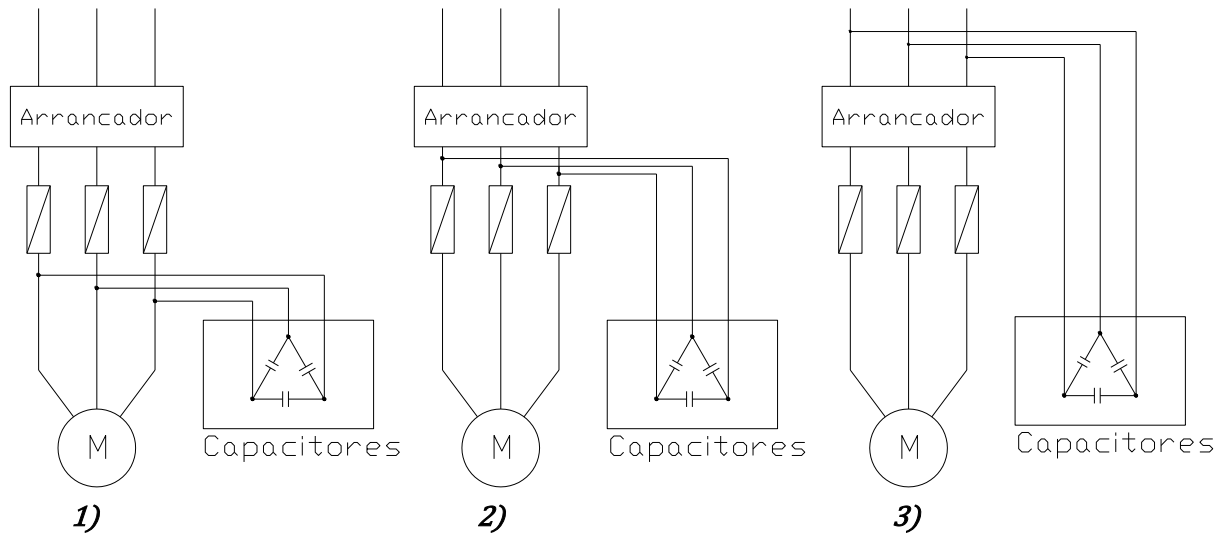 Arrancador
Arrancador
Arrancador
M
Capacitores
M
Capacitores
M
Capacitores
1)
2)
3)